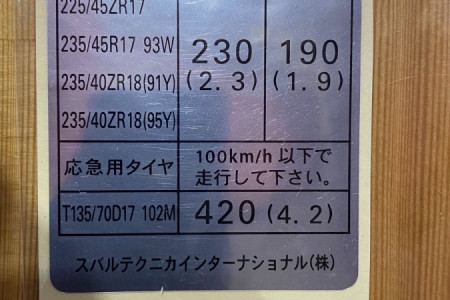 225/45ZR17
235/45R17 93W
230 190
235/40ZR18(91Y)
(2.3) (1.9)
235/40ZR18(95Y)
応急用タイヤ
100km/h 以下で
走行して下さい。
T135/70D17 102M
420 (4.2)
スバルテクニカインターナショナル(株)